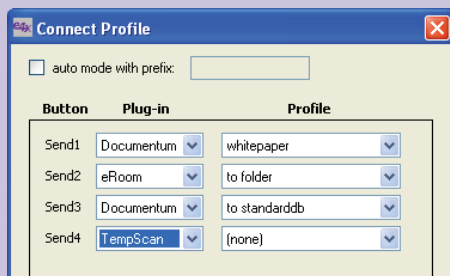 Connect Profile
auto mode with prefix:
Button Plug-in Profile
Send1 Documentum whitepaper
Send2 eRoom to folder
Send3 Documentum to standarddb
Send4 TempScan (none)